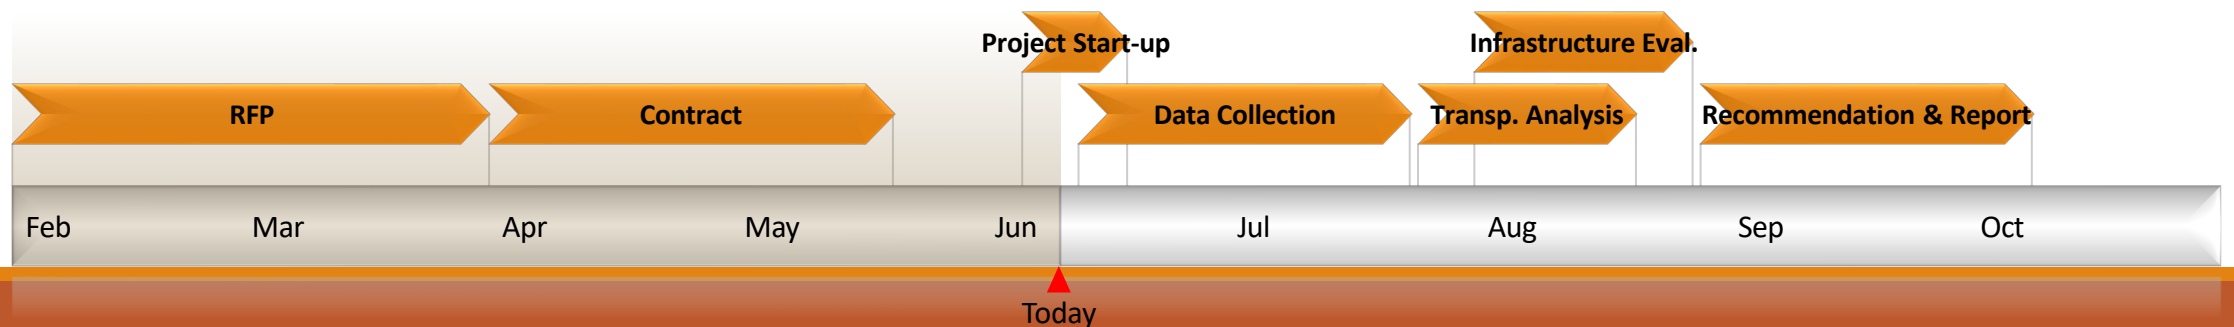 Project Start-up
Infrastructure Eval.
RFP
Contract
Data Collection
Transp. Analysis
Recommendation & Report
Feb
Mar
Apr
May
Jun
Jul
Aug
Sep
Oct
Today